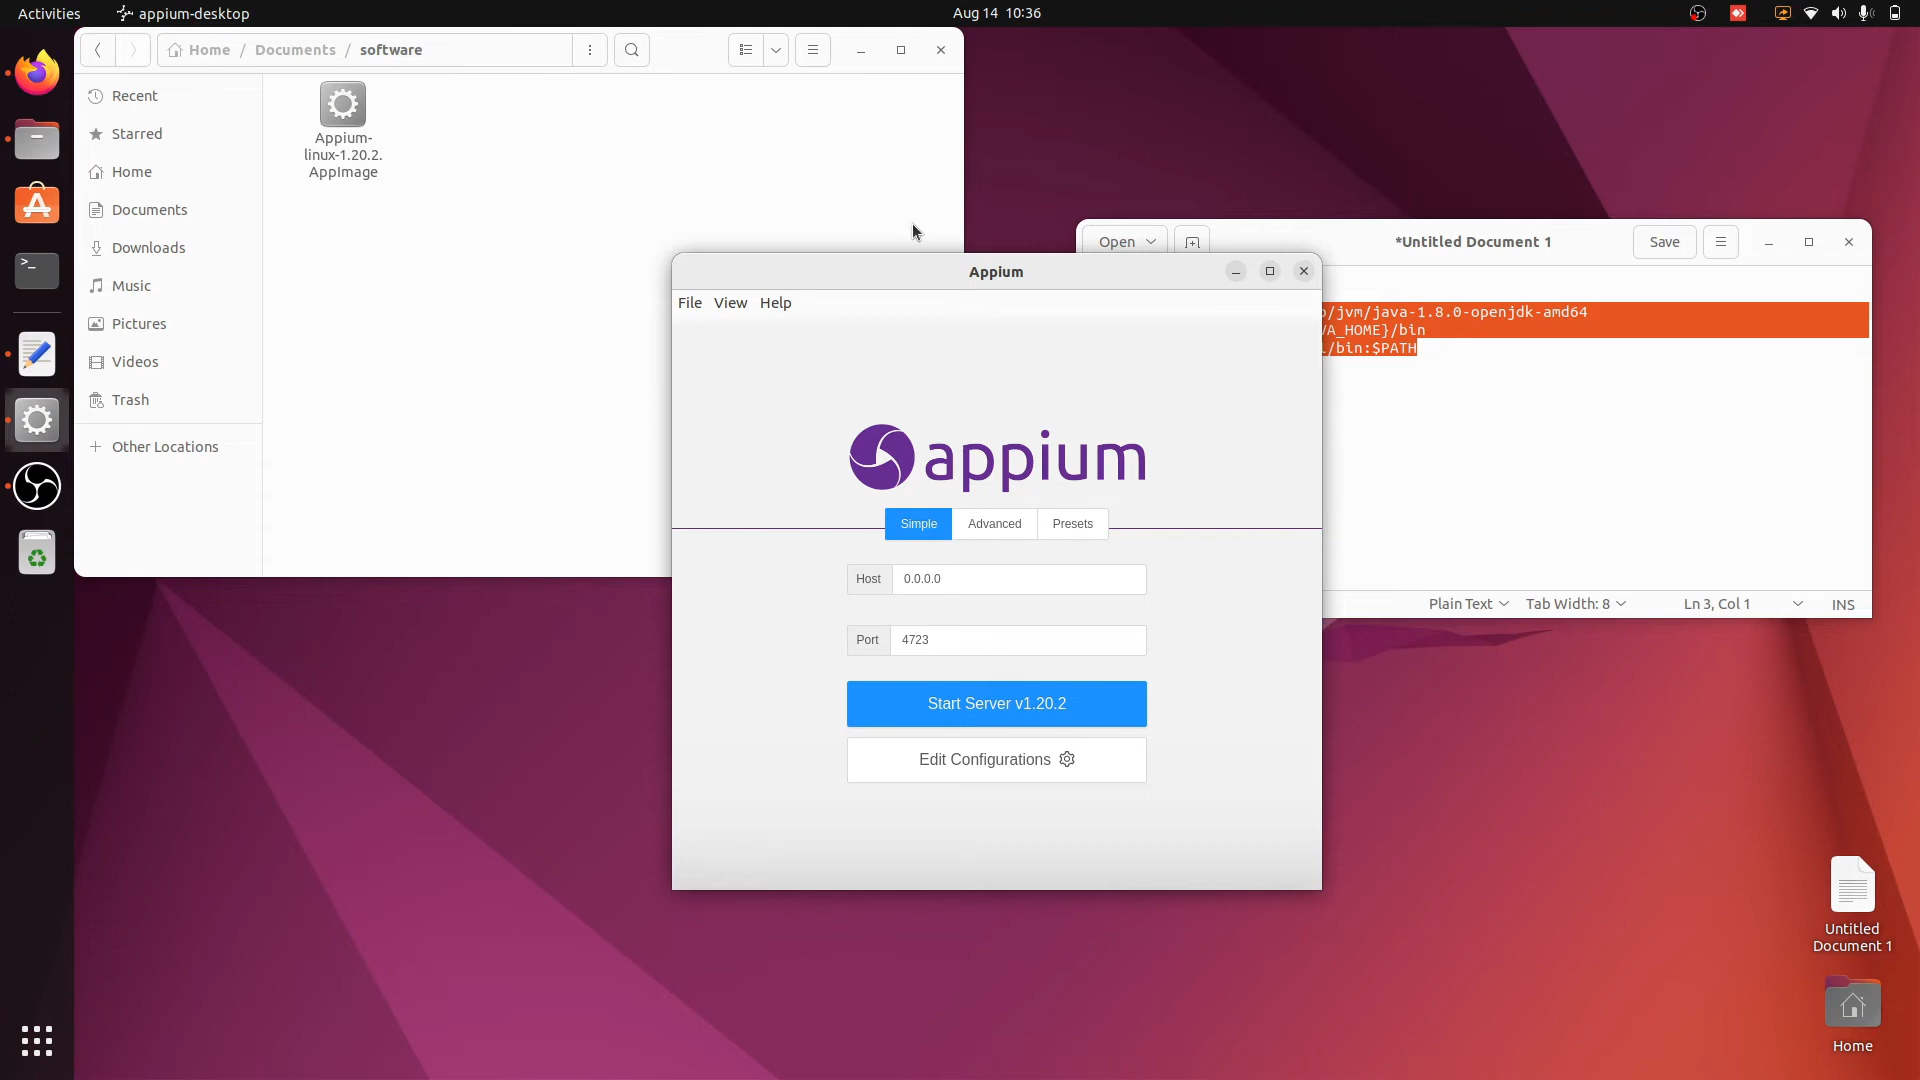 Activities
appium-desktop
Aug 14 10:36
Home / Documents / software
Recent
Starred
Home
Documents
Downloads
Music
Pictures
Videos
Trash
Other Locations
Appium-
linux-1.20.2.
AppImage
Open
*Untitled Document 1
Save
/jvm/java-1.8.0-openjdk-amd64
A_HOME}/bin
/bin:$PATH
Plain Text
Tab Width: 8
Ln 3, Col 1
INS
Appium
File View Help
appium
Simple
Advanced
Presets
Host
0.0.0.0
Port
4723
Start Server v1.20.2
Edit Configurations
Untitled
Document 1
Home